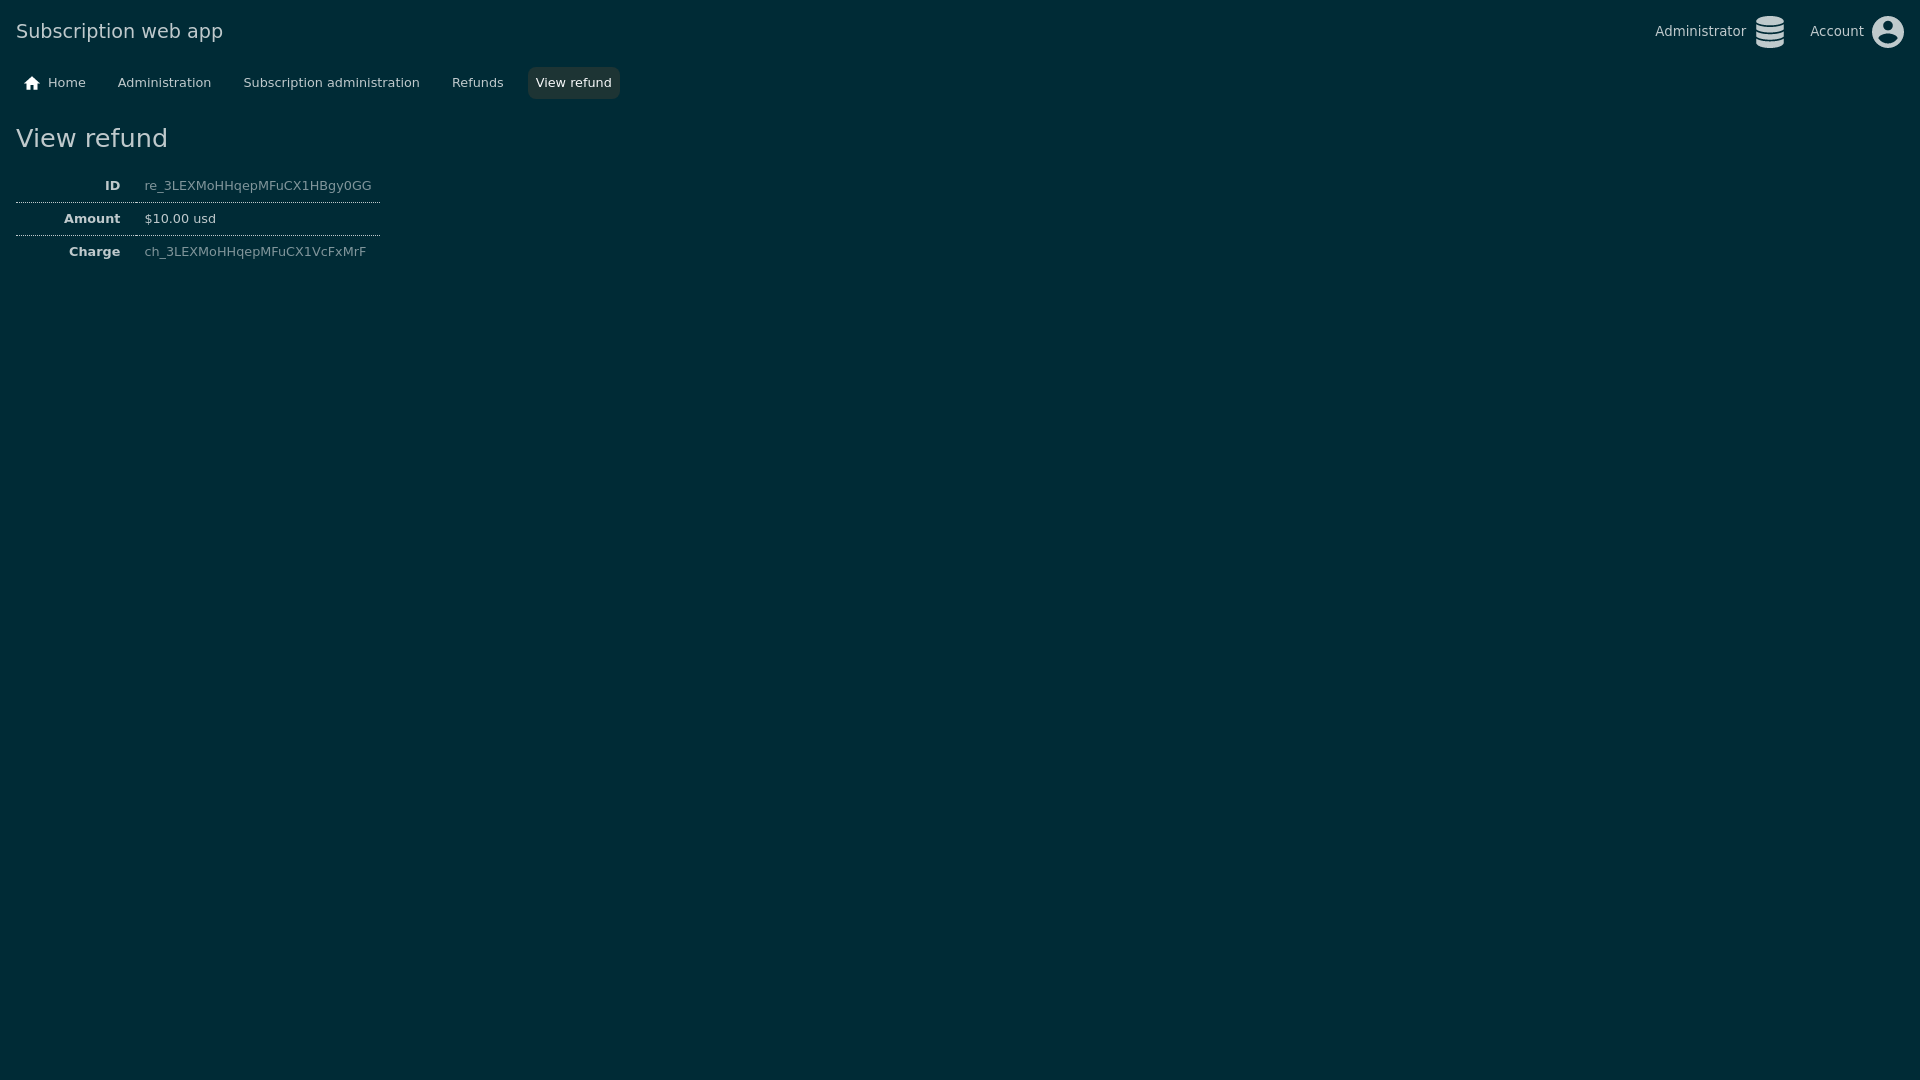 Subscription web app
Administrator
Account
Home Administration Subscription administration Refunds View refund
View refund
ID re_3LEXMoHHqepMFuCX1HBgy0GG
Amount $10.00 usd
Charge ch_3LEXMoHHqepMFuCX1VcFxMrF